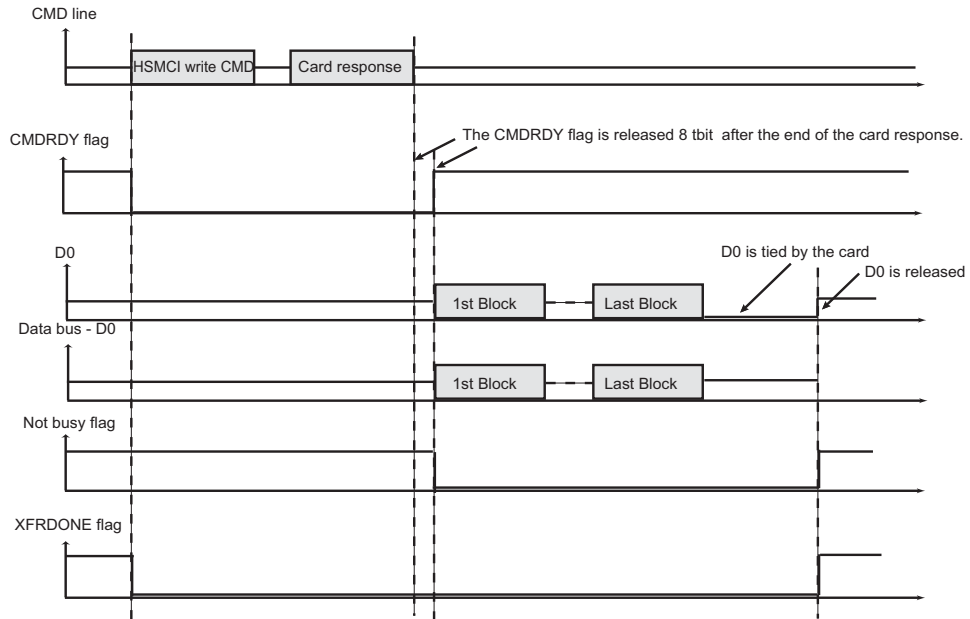 CMD line
HSMCI write CMD
Card response
The CMDRDY flag is released 8 tbit after the end of the card response.
CMDRDY flag
D0
D0 is tied by the card
D0 is released
1st Block
Last Block
Data bus - D0
1st Block
Last Block
Not busy flag
XFRDONE flag